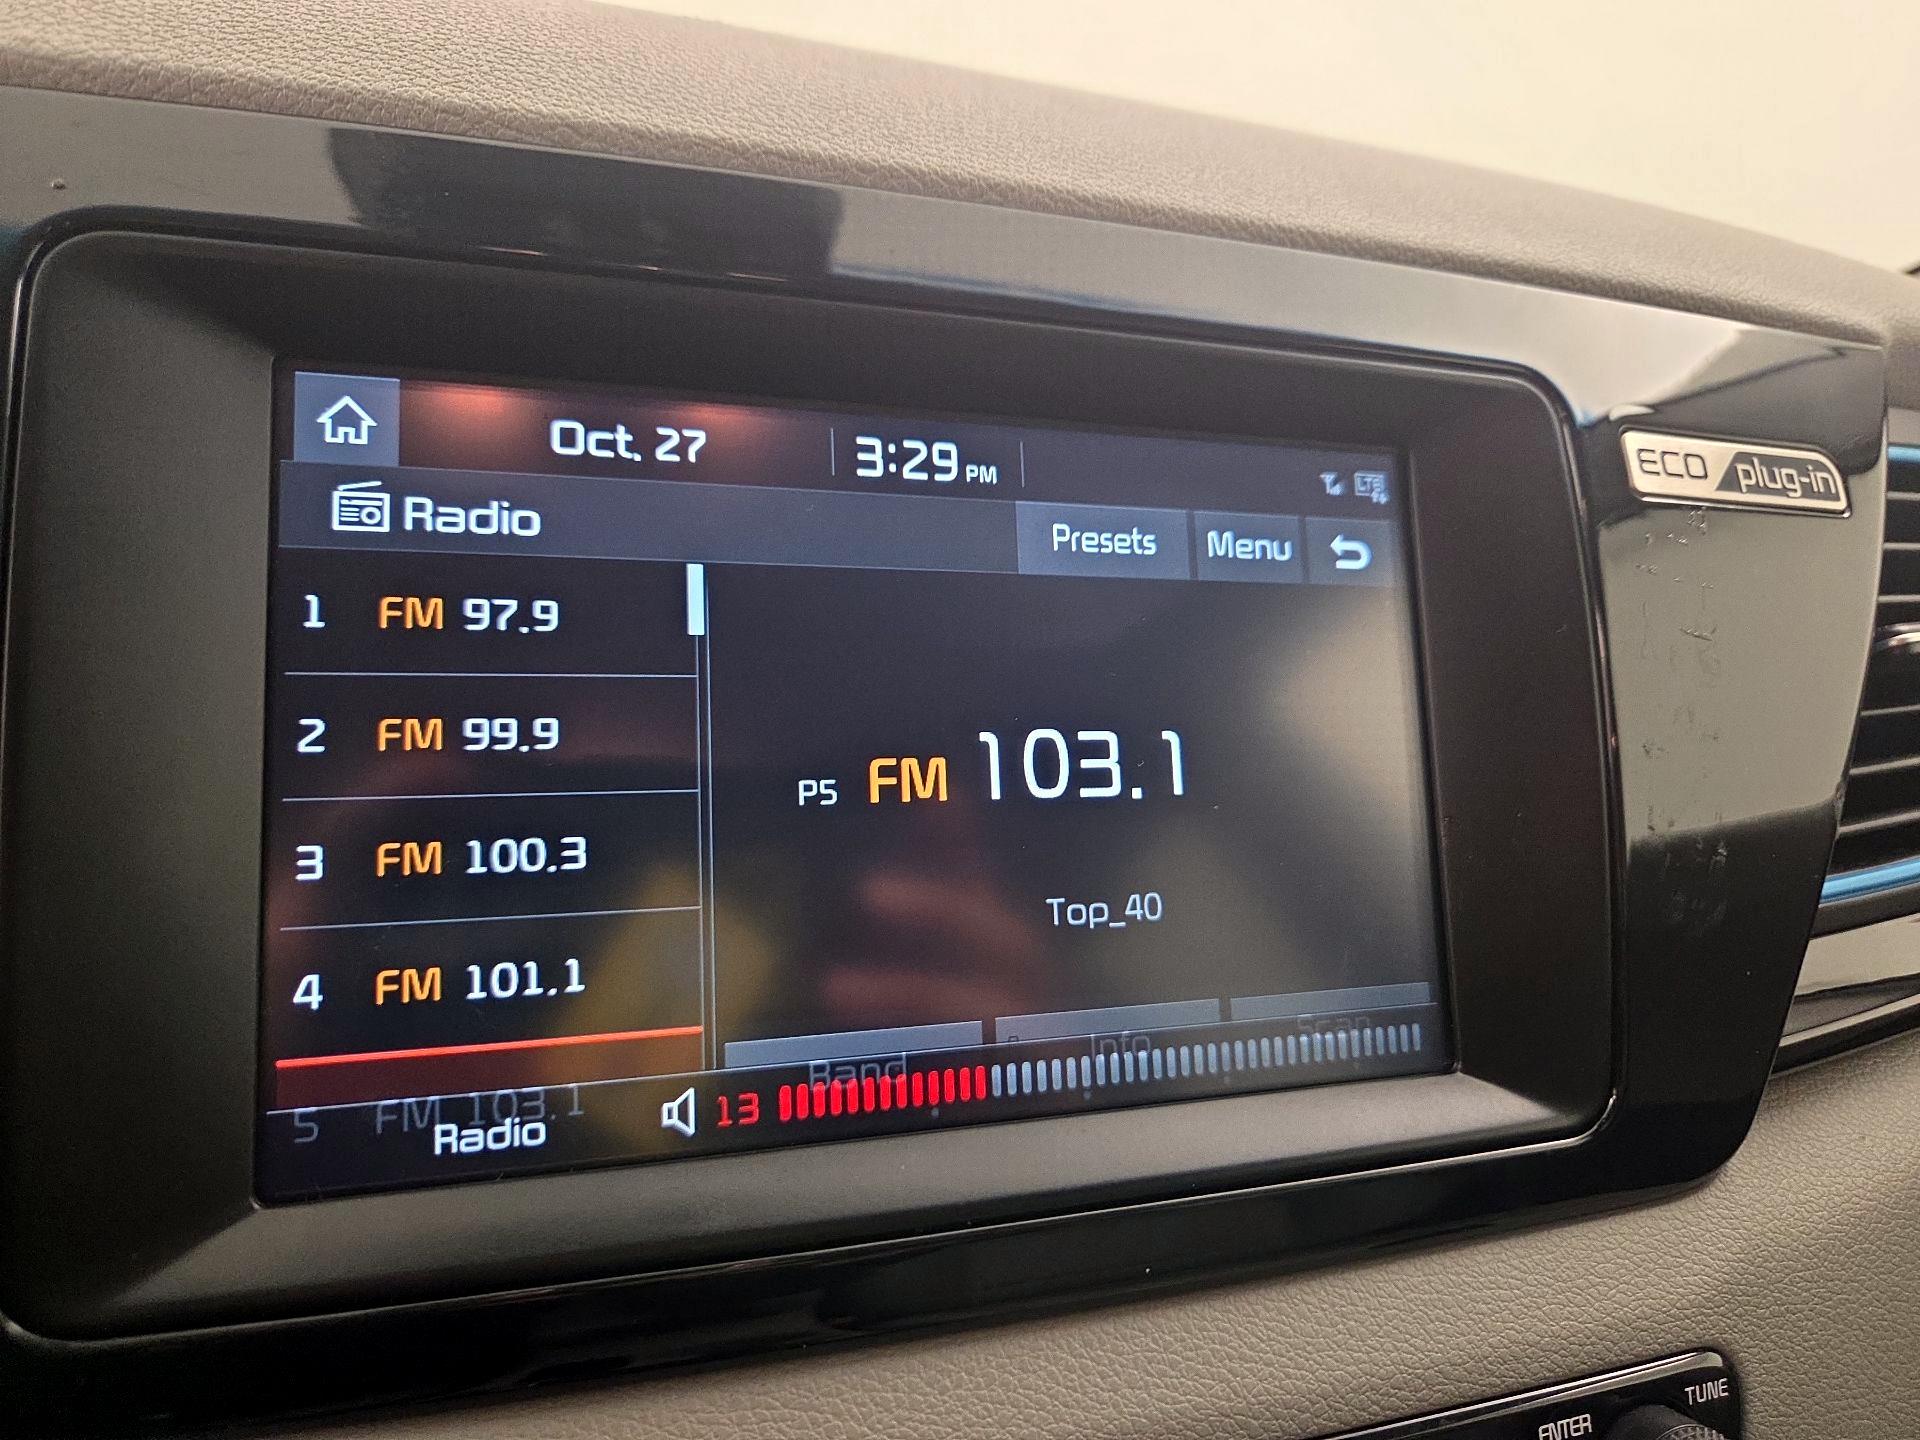 Oct. 27 3:29 PM
LTE
ECO plug-in
Radio Presets Menu
1 FM 97.9
2 FM 99.9
3 FM 100.3
4 FM 101.1
P5 FM 103.1
Top_40
Band Info Scan
5 FM 103.1
Radio 13
TUNE
ENTER